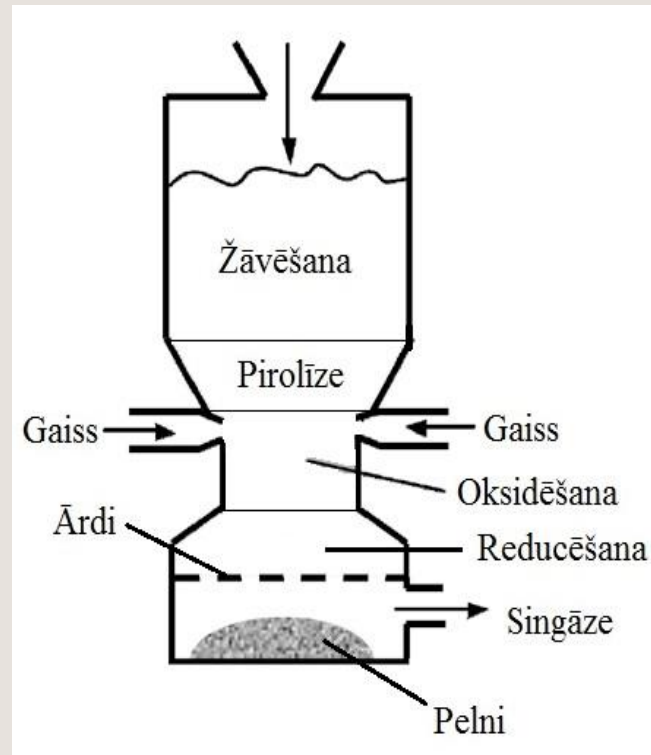 Žāvēšana
Pirolīze
Gaiss
Gaiss
Oksidēšana
Ārdi
Reducēšana
Singāze
Pelni